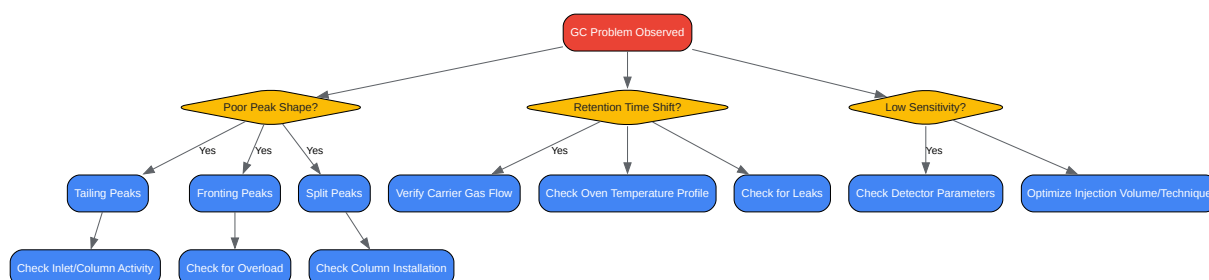 GC Problem Observed
Poor Peak Shape?
Retention Time Shift?
Low Sensitivity?
Yes
Yes
Yes
Yes
Yes
Tailing Peaks
Fronting Peaks
Split Peaks
Verify Carrier Gas Flow
Check Oven Temperature Profile
Check for Leaks
Check Detector Parameters
Optimize Injection Volume/Technique
Check Inlet/Column Activity
Check for Overload
Check Column Installation